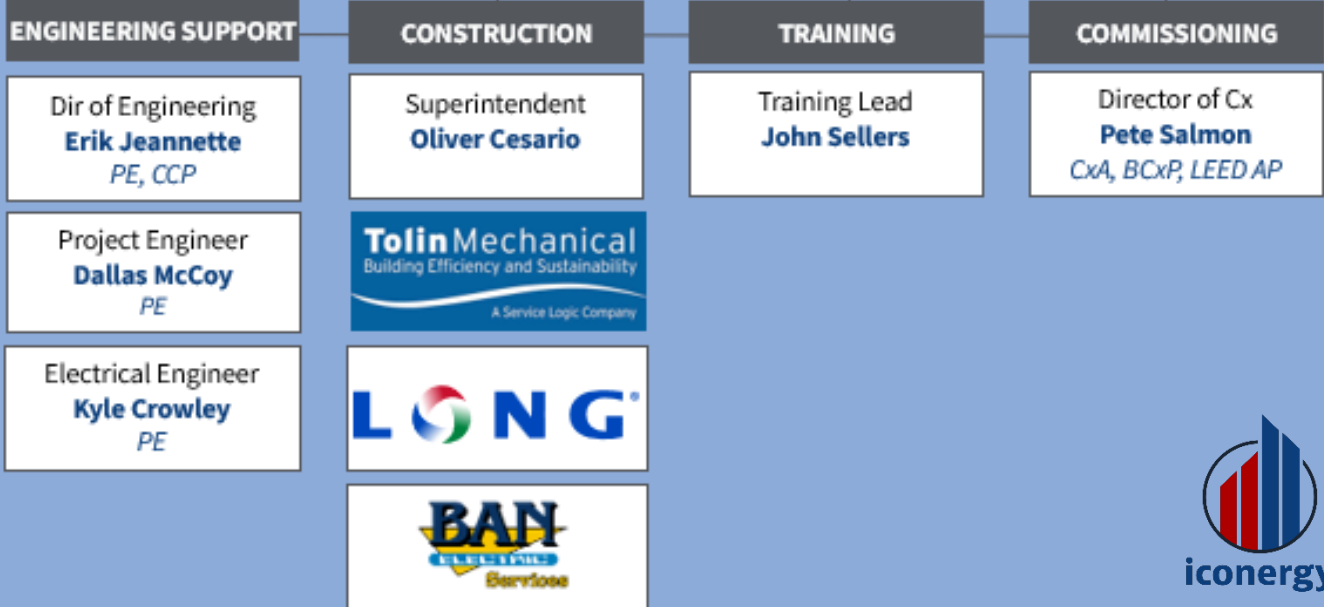 ENGINEERING SUPPORT
Dir of Engineering
Erik Jeannette
PE, CCP
Project Engineer
Dallas McCoy
PE
Electrical Engineer
Kyle Crowley
PE
CONSTRUCTION
Superintendent
Oliver Cesario
Tolin Mechanical
Building Efficiency and Sustainability
A Service Logic Company
LONG
BAN
ELECTRIC
Services
TRAINING
Training Lead
John Sellers
COMMISSIONING
Director of Cx
Pete Salmon
CxA, BCxP, LEED AP
iconergy